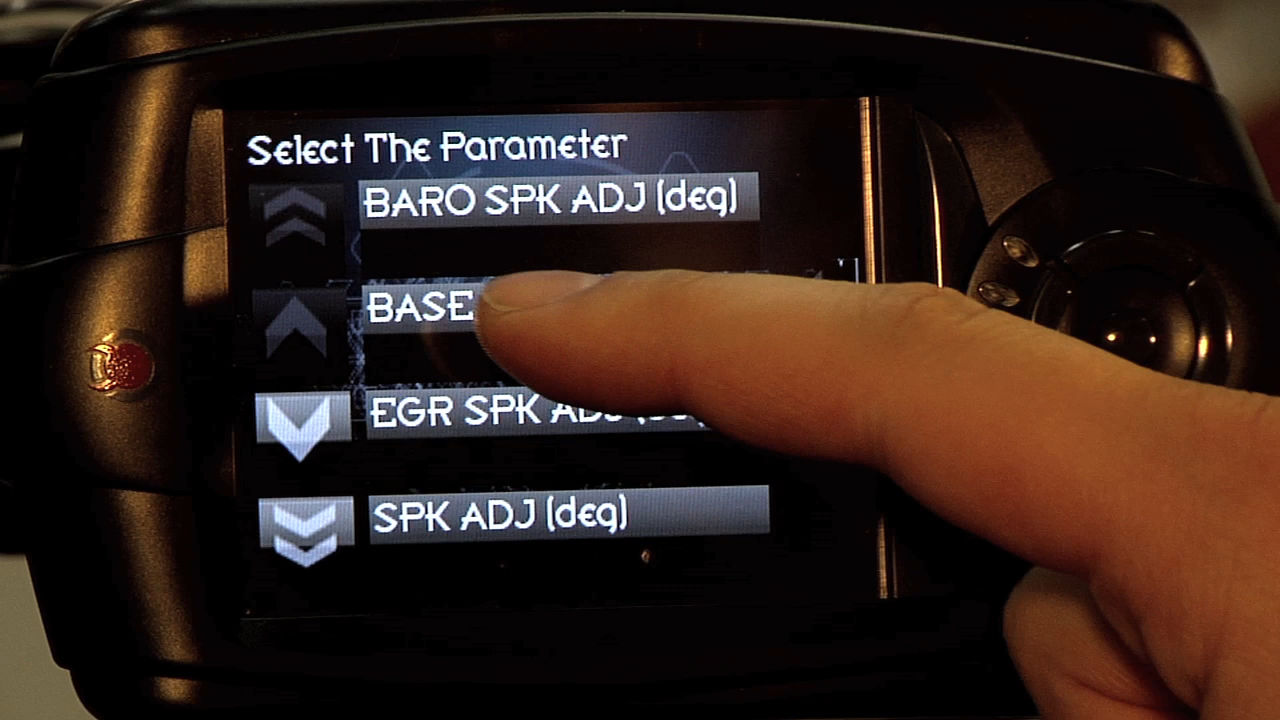 Select The Parameter
BARO SPK ADJ (deg)
BASE
EGR SPK ADJ
SPK ADJ (deg)